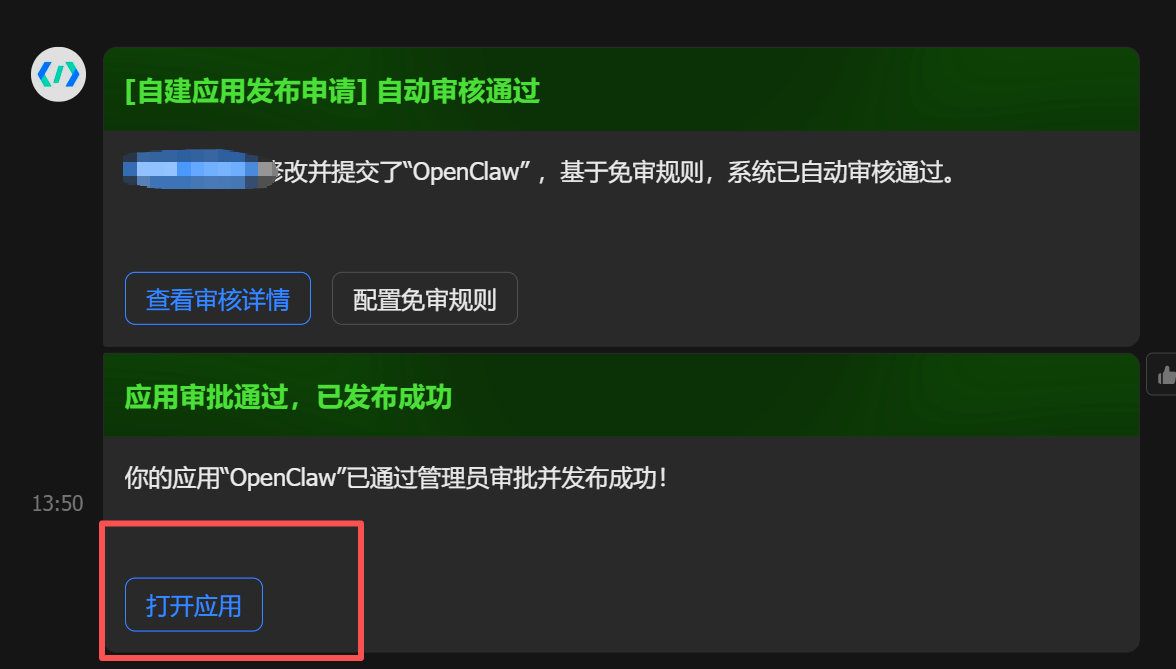 [自建应用发布申请] 自动审核通过
改并提交了“OpenClaw” ，基于免审规则，系统已自动审核通过。
查看审核详情
配置免审规则
应用审批通过，已发布成功
你的应用“OpenClaw”已通过管理员审批并发布成功！
13:50
打开应用